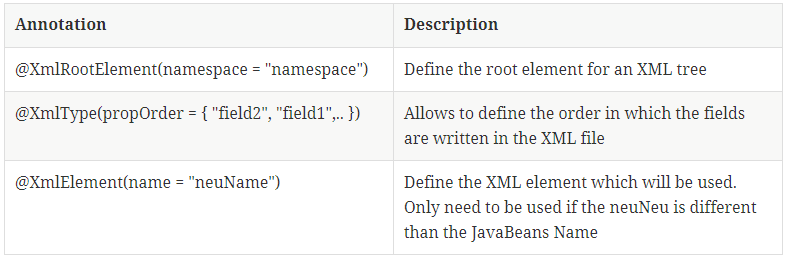 Annotation Description
@XmlRootElement(namespace = "namespace") Define the root element for an XML tree
@XmlType(propOrder = { "field2", "field1",.. }) Allows to define the order in which the fields
are written in the XML file
@XmlElement(name = "neuName") Define the XML element which will be used.
Only need to be used if the neuNeu is different
than the JavaBeans Name